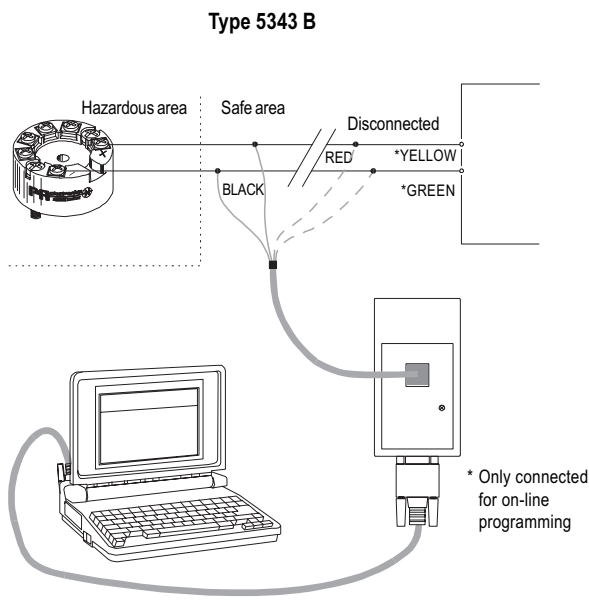 Type 5343 B
Hazardous area
Safe area
Disconnected
RED
*YELLOW
BLACK
*GREEN
* Only connected
for on-line
programming